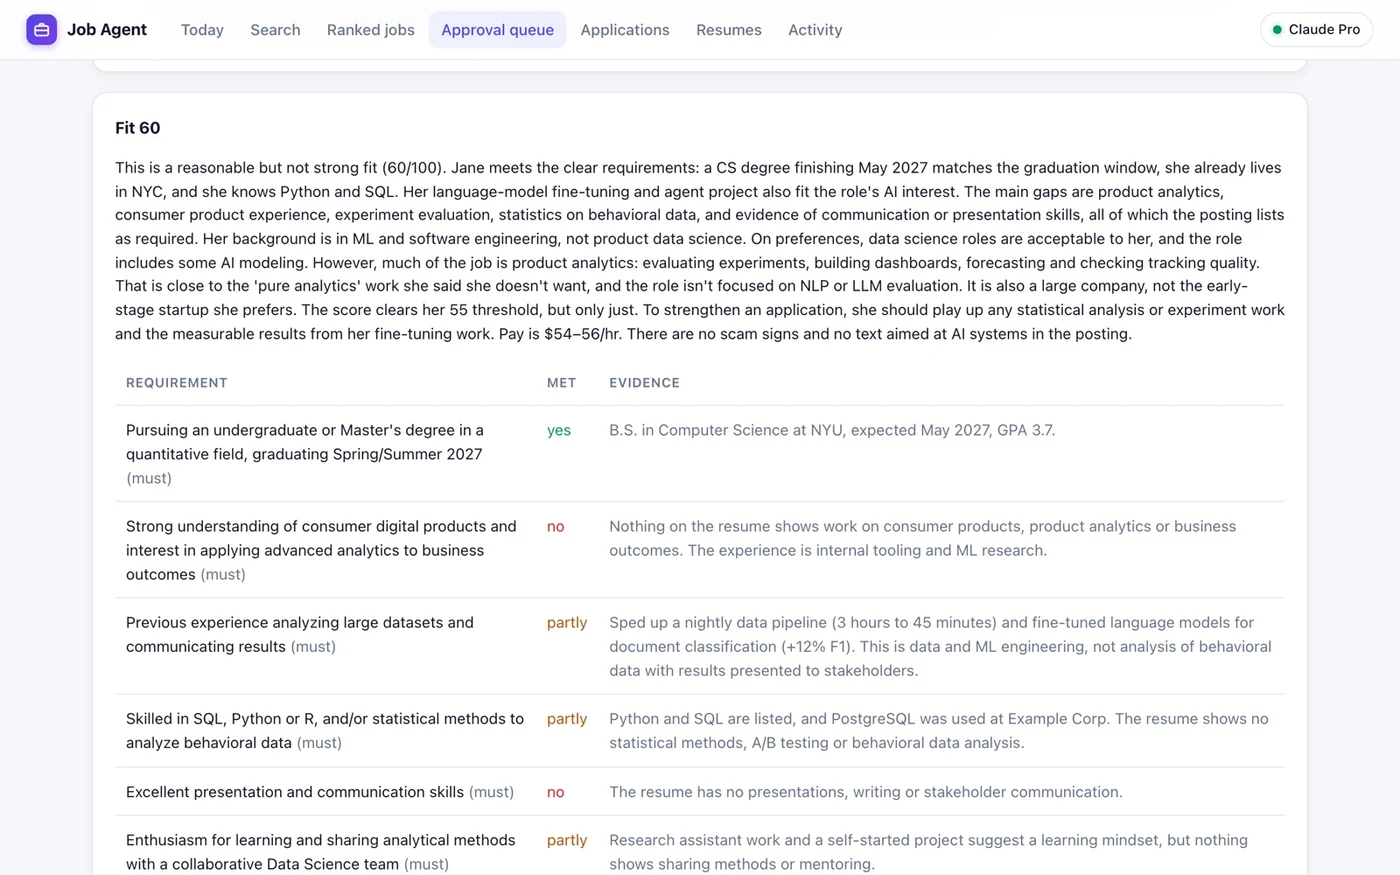 Job Agent
Today
Search
Ranked jobs
Approval queue
Applications
Resumes
Activity
Claude Pro
Fit 60
This is a reasonable but not strong fit (60/100). Jane meets the clear requirements: a CS degree finishing May 2027 matches the graduation window, she already lives
in NYC, and she knows Python and SQL. Her language-model fine-tuning and agent project also fit the role's AI interest. The main gaps are product analytics,
consumer product experience, experiment evaluation, statistics on behavioral data, and evidence of communication or presentation skills, all of which the posting lists
as required. Her background is in ML and software engineering, not product data science. On preferences, data science roles are acceptable to her, and the role
includes some AI modeling. However, much of the job is product analytics: evaluating experiments, building dashboards, forecasting and checking tracking quality.
That is close to the 'pure analytics' work she said she doesn't want, and the role isn't focused on NLP or LLM evaluation. It is also a large company, not the early-
stage startup she prefers. The score clears her 55 threshold, but only just. To strengthen an application, she should play up any statistical analysis or experiment work
and the measurable results from her fine-tuning work. Pay is $54–56/hr. There are no scam signs and no text aimed at AI systems in the posting.
REQUIREMENT
MET
EVIDENCE
Pursuing an undergraduate or Master's degree in a
quantitative field, graduating Spring/Summer 2027
(must)
yes
B.S. in Computer Science at NYU, expected May 2027, GPA 3.7.
Strong understanding of consumer digital products and
interest in applying advanced analytics to business
outcomes (must)
no
Nothing on the resume shows work on consumer products, product analytics or business
outcomes. The experience is internal tooling and ML research.
Previous experience analyzing large datasets and
communicating results (must)
partly
Sped up a nightly data pipeline (3 hours to 45 minutes) and fine-tuned language models for
document classification (+12% F1). This is data and ML engineering, not analysis of behavioral
data with results presented to stakeholders.
Skilled in SQL, Python or R, and/or statistical methods to
analyze behavioral data (must)
partly
Python and SQL are listed, and PostgreSQL was used at Example Corp. The resume shows no
statistical methods, A/B testing or behavioral data analysis.
Excellent presentation and communication skills (must)
no
The resume has no presentations, writing or stakeholder communication.
Enthusiasm for learning and sharing analytical methods
with a collaborative Data Science team (must)
partly
Research assistant work and a self-started project suggest a learning mindset, but nothing
shows sharing methods or mentoring.